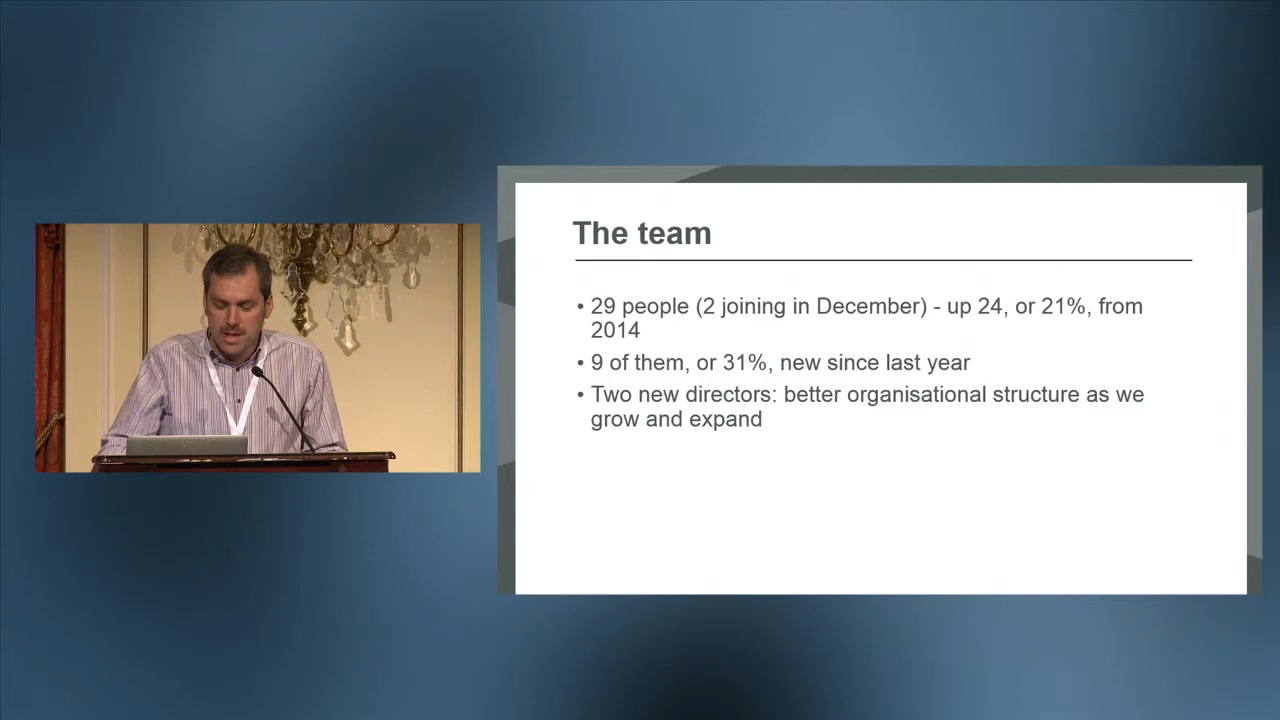 The team
• 29 people (2 joining in December) - up 24, or 21%, from
2014
• 9 of them, or 31%, new since last year
• Two new directors: better organisational structure as we
grow and expand